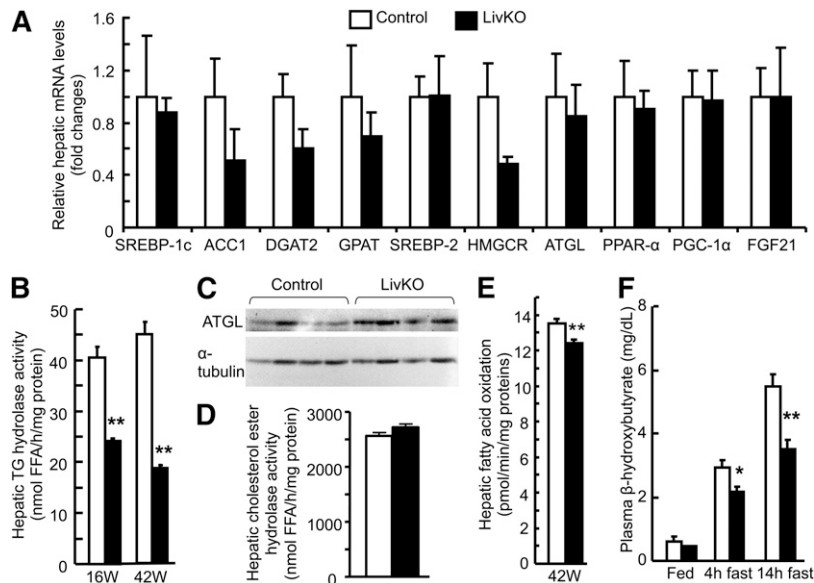 A
Control
LivKO
Relative hepatic mRNA levels
(fold changes)
1.6
1.2
0.8
0.4
0
SREBP-1c ACC1 DGAT2 GPAT SREBP-2 HMGCR ATGL PPAR-α PGC-1α FGF21
B
Hepatic TG hydrolase activity
(nmol FFA/h/mg protein)
50
40
30
20
10
0
**
**
16W 42W
C
Control LivKO
ATGL
α-
tubulin
D
Hepatic cholesterol ester
hydrolase activity
(nmol FFA/h/mg protein)
3000
2000
1000
0
E
Hepatic fatty acid oxidation
(pmol/min/mg proteins)
14
12
10
8
6
4
2
0
**
42W
F
Plasma β-hydroxybutyrate (mg/dL)
8
6
4
2
0
*
**
Fed 4h fast 14h fast